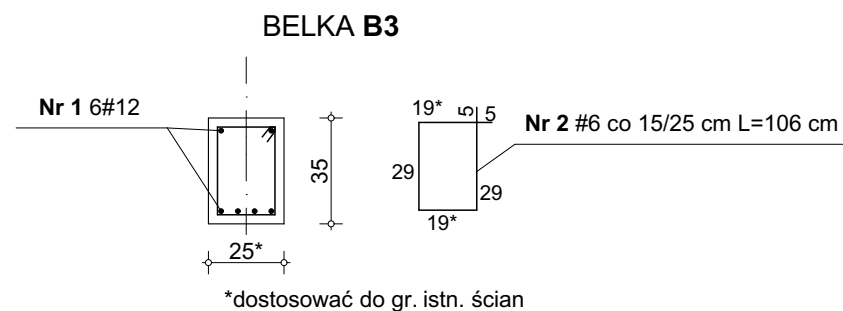 BELKA B3
Nr 1 6#12
35
25*
19*
5
5
29
29
19*
Nr 2 #6 co 15/25 cm L=106 cm
*dostosować do gr. istn. ścian